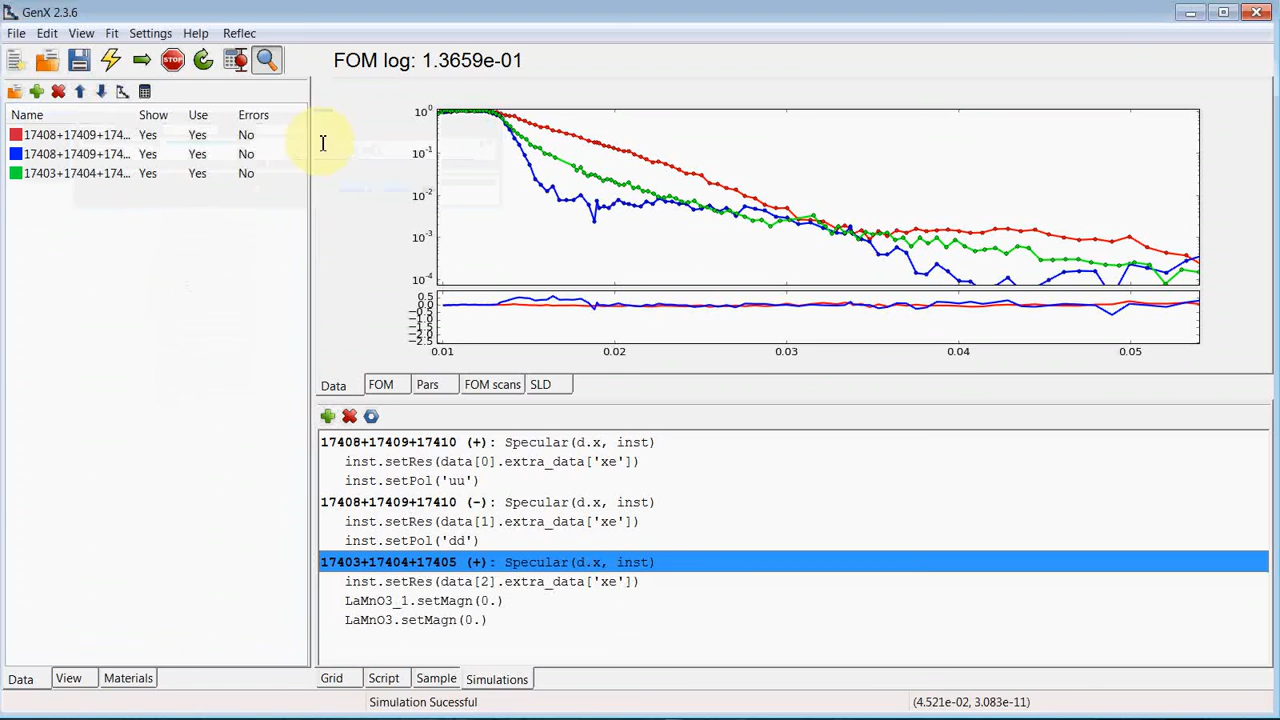 GenX 2.3.6
File Edit View Fit Settings Help Reflec
FOM log: 1.3659e-01
Name Show Use Errors
17408+17409+174... Yes Yes No
17408+17409+174... Yes Yes No
17403+17404+174... Yes Yes No
10^0
10^-1
10^-2
10^-3
10^-4
0.5
0.0
−0.5
−1.0
−1.5
−2.0
−2.5
0.01 0.02 0.03 0.04 0.05
Data FOM Pars FOM scans SLD
17408+17409+17410 (+): Specular(d.x, inst)
inst.setRes(data[0].extra_data['xe'])
inst.setPol('uu')
17408+17409+17410 (-): Specular(d.x, inst)
inst.setRes(data[1].extra_data['xe'])
inst.setPol('dd')
17403+17404+17405 (+): Specular(d.x, inst)
inst.setRes(data[2].extra_data['xe'])
LaMnO3_1.setMagn(0.)
LaMnO3.setMagn(0.)
Data View Materials
Grid Script Sample Simulations
Simulation Sucessful (4.521e-02, 3.083e-11)